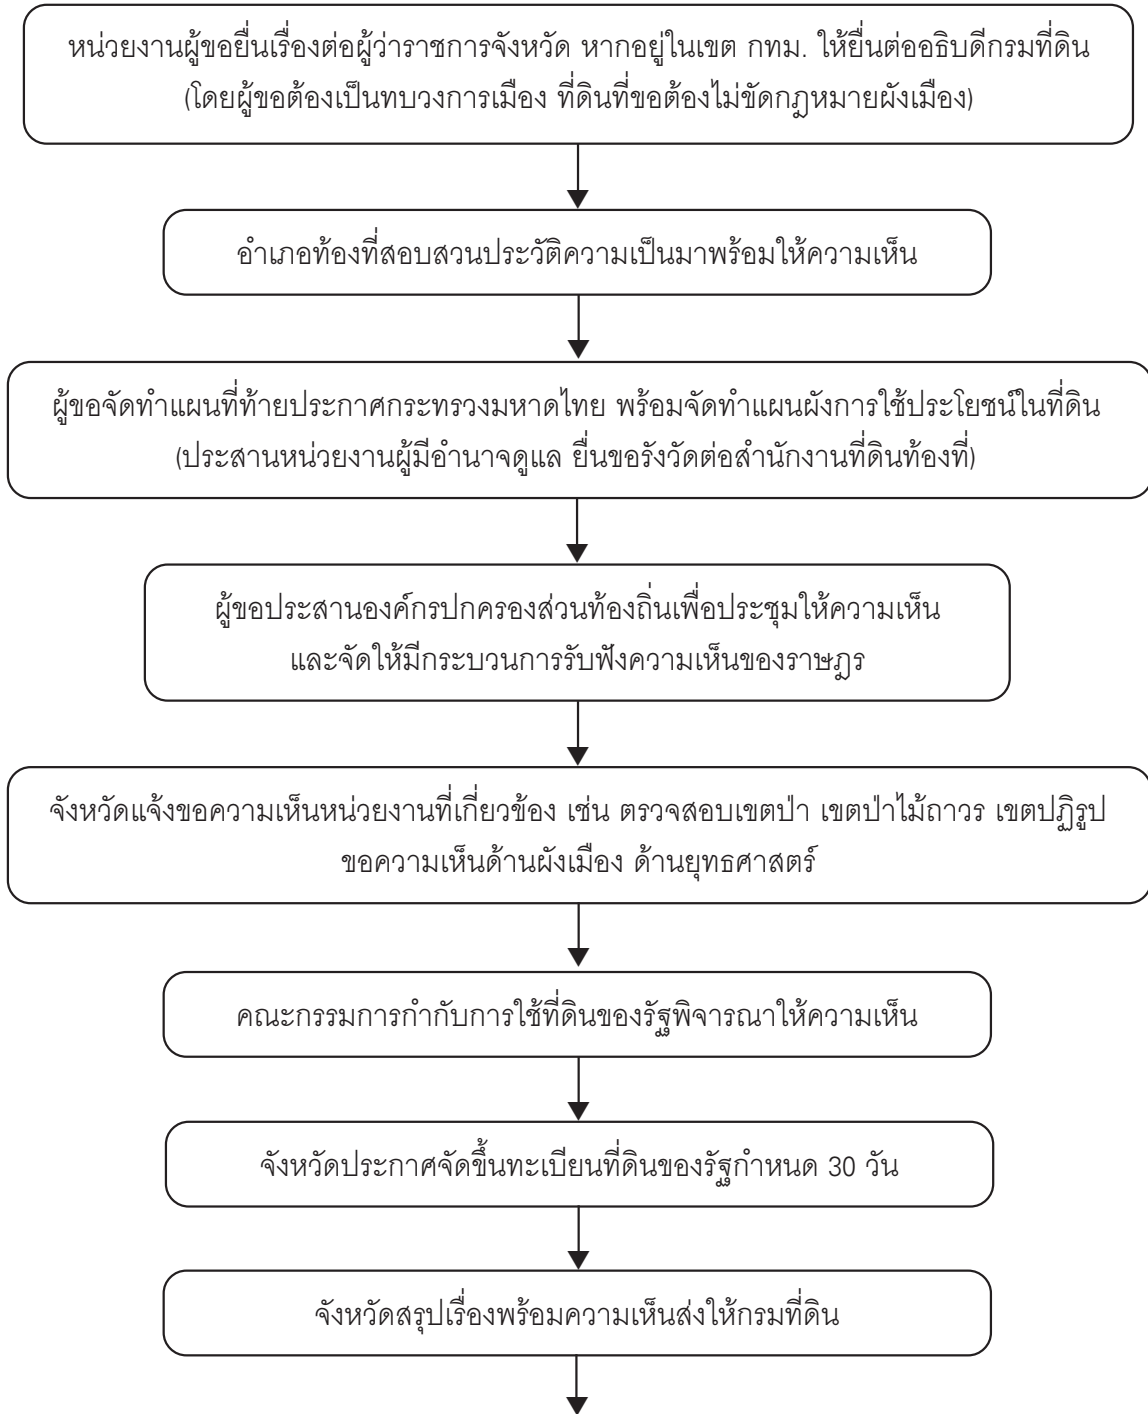 หน่วยงานผู้ขอยื่นเรื่องต่อผู้ว่าราชการจังหวัด หากอยู่ในเขต กทม. ให้ยื่นต่ออธิบดีกรมที่ดิน
(โดยผู้ขอต้องเป็นทบวงการเมือง ที่ดินที่ขอต้องไม่ขัดกฎหมายผังเมือง)
อำเภอท้องที่สอบสวนประวัติความเป็นมาพร้อมให้ความเห็น
ผู้ขอจัดทำแผนที่ท้ายประกาศกระทรวงมหาดไทย พร้อมจัดทำแผนผังการใช้ประโยชน์ในที่ดิน
(ประสานหน่วยงานผู้มีอำนาจดูแล ยื่นขอรังวัดต่อสำนักงานที่ดินท้องที่)
ผู้ขอประสานองค์กรปกครองส่วนท้องถิ่นเพื่อประชุมให้ความเห็น
และจัดให้มีกระบวนการรับฟังความเห็นของราษฎร
จังหวัดแจ้งขอความเห็นหน่วยงานที่เกี่ยวข้อง เช่น ตรวจสอบเขตป่า เขตป่าไม้ถาวร เขตปฏิรูป
ขอความเห็นด้านผังเมือง ด้านยุทธศาสตร์
คณะกรรมการกำกับการใช้ที่ดินของรัฐพิจารณาให้ความเห็น
จังหวัดประกาศจัดขึ้นทะเบียนที่ดินของรัฐกำหนด 30 วัน
จังหวัดสรุปเรื่องพร้อมความเห็นส่งให้กรมที่ดิน